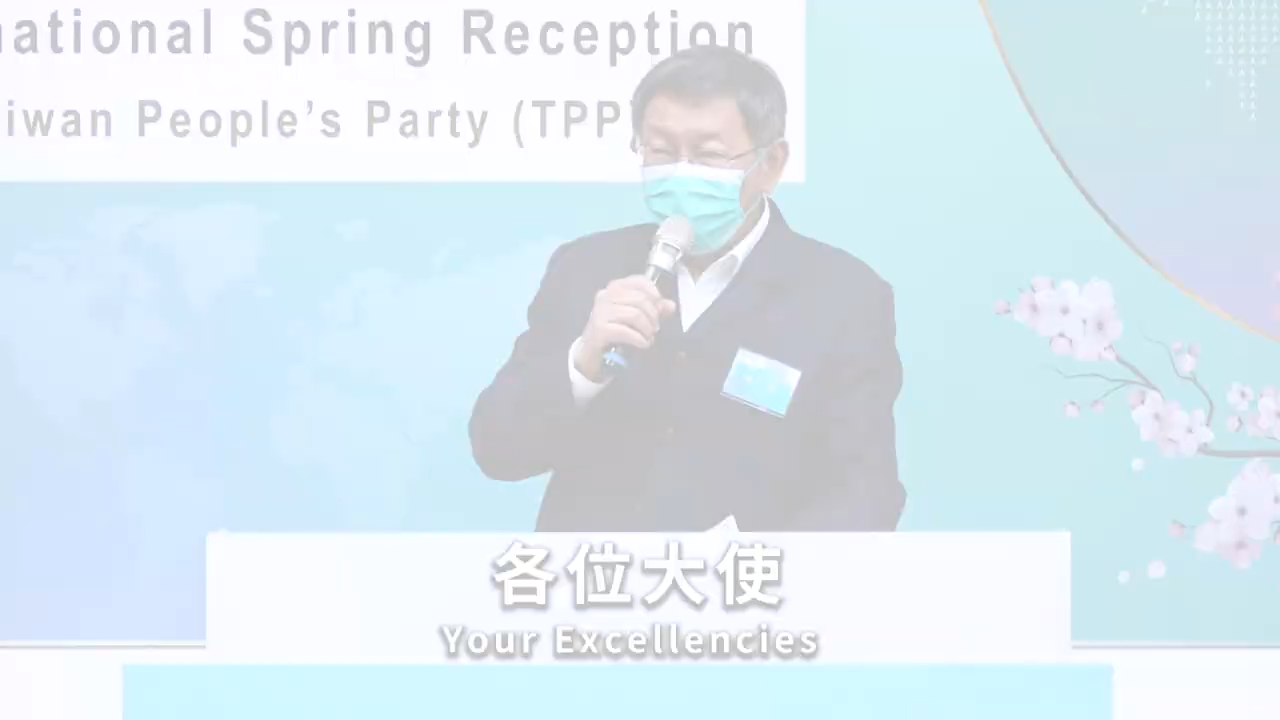 national Spring Reception
iwan People's Party (TPP)
各位大使
Your Excellencies